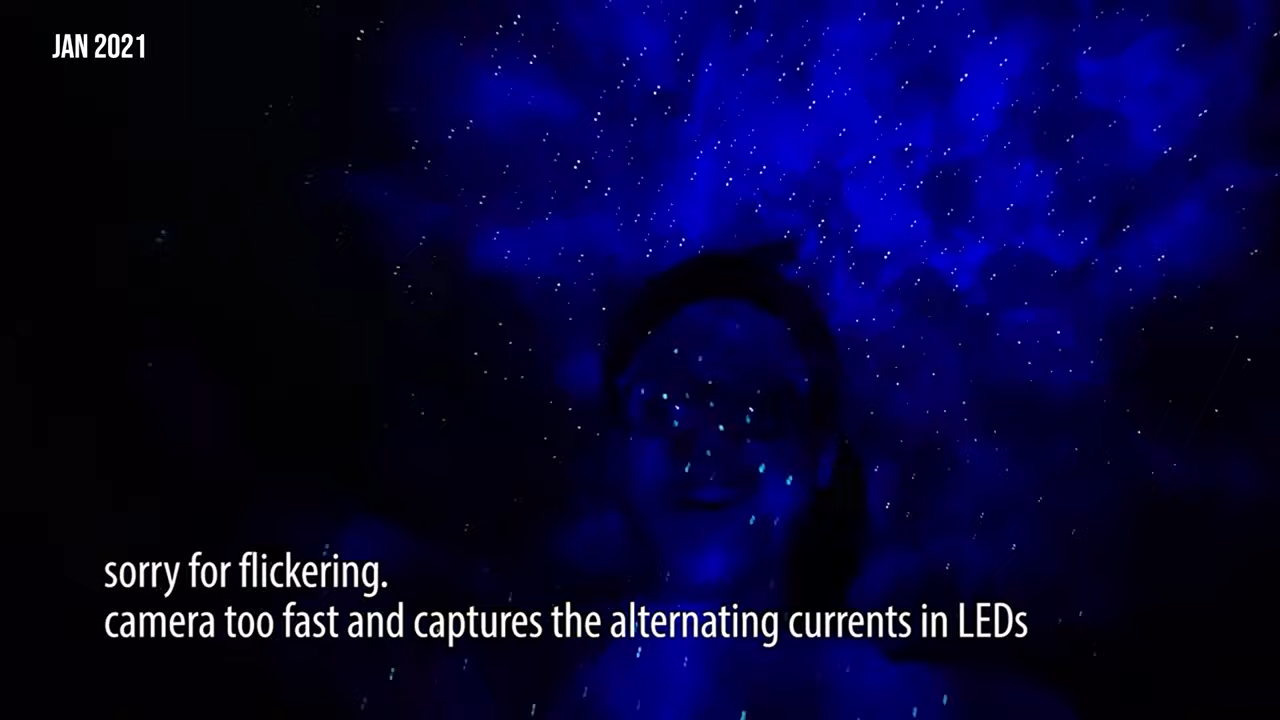 JAN 2021
sorry for flickering.
camera too fast and captures the alternating currents in LEDs